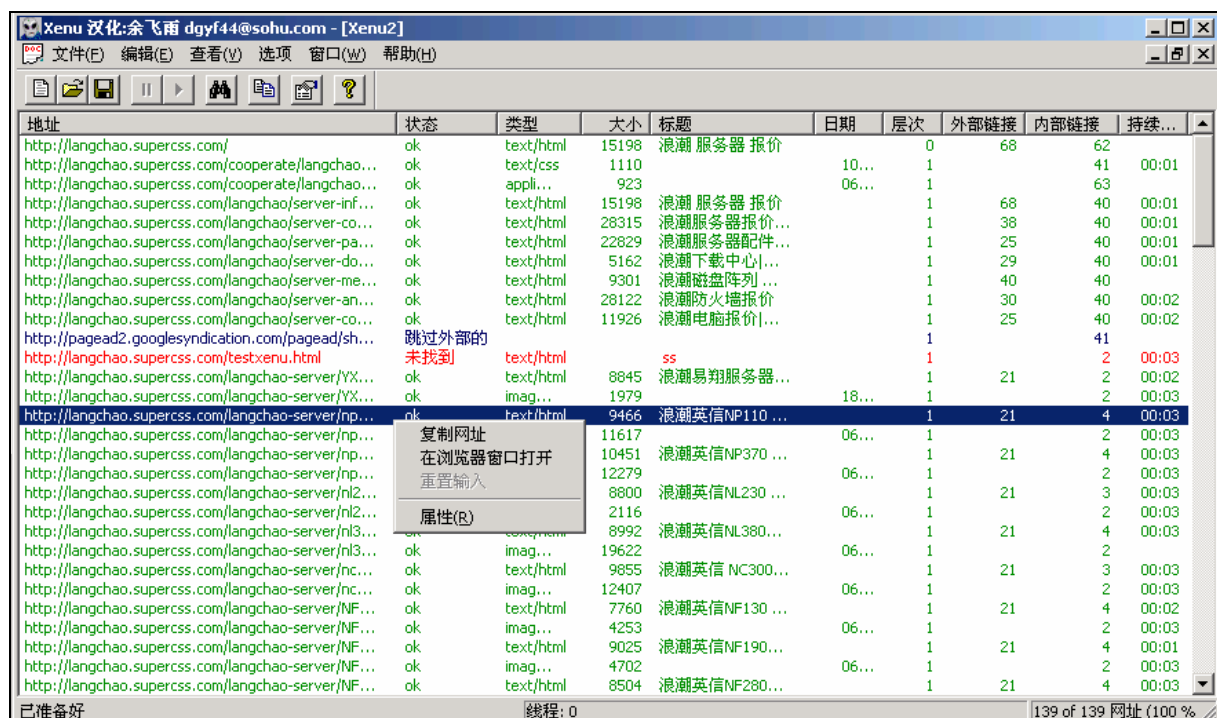 Xenu 汉化:余飞雨 dgyf44@sohu.com - [Xenu2]
文件(F) 编辑(E) 查看(V) 选项 窗口(W) 帮助(H)
地址 状态 类型 大小 标题 日期 层次 外部链接 内部链接 持续...
http://langchao.supercss.com/ ok text/html 15198 浪潮 服务器 报价 0 68 62
http://langchao.supercss.com/cooperate/langchao... ok text/css 1110 10... 1 41 00:01
http://langchao.supercss.com/cooperate/langchao... ok appli... 923 06... 1 63
http://langchao.supercss.com/langchao/server-inf... ok text/html 15198 浪潮 服务器 报价 1 68 40 00:01
http://langchao.supercss.com/langchao/server-co... ok text/html 28315 浪潮服务器报价... 1 38 40 00:01
http://langchao.supercss.com/langchao/server-pa... ok text/html 22829 浪潮服务器配件... 1 25 40 00:01
http://langchao.supercss.com/langchao/server-do... ok text/html 5162 浪潮下载中心|... 1 29 40 00:01
http://langchao.supercss.com/langchao/server-me... ok text/html 9301 浪潮磁盘阵列 ... 1 40 40
http://langchao.supercss.com/langchao/server-an... ok text/html 28122 浪潮防火墙报价 1 30 40 00:02
http://langchao.supercss.com/langchao/server-co... ok text/html 11926 浪潮电脑报价|... 1 25 40 00:02
http://pagead2.googlesyndication.com/pagead/sh... 跳过外部的 1 41
http://langchao.supercss.com/testxenu.html 未找到 text/html ss 1 2 00:03
http://langchao.supercss.com/langchao-server/YX... ok text/html 8845 浪潮易翔服务器... 1 21 2 00:02
http://langchao.supercss.com/langchao-server/YX... ok imag... 1979 18... 1 2 00:03
http://langchao.supercss.com/langchao-server/np... ok text/html 9466 浪潮英信NP110 ... 1 21 4 00:03
http://langchao.supercss.com/langchao-server/np... 11617 06... 1 2 00:03
http://langchao.supercss.com/langchao-server/np... 10451 浪潮英信NP370 ... 1 21 4 00:03
http://langchao.supercss.com/langchao-server/np... 12279 06... 1 2 00:03
http://langchao.supercss.com/langchao-server/nl2... 8800 浪潮英信NL230 ... 1 21 3 00:03
http://langchao.supercss.com/langchao-server/nl2... 2116 06... 1 2 00:03
http://langchao.supercss.com/langchao-server/nl3... 8992 浪潮英信NL380... 1 21 4 00:03
复制网址
在浏览器窗口打开
重置输入
属性(R)
http://langchao.supercss.com/langchao-server/nl3... ok imag... 19622 06... 1 2
http://langchao.supercss.com/langchao-server/nc... ok text/html 9855 浪潮英信 NC300... 1 21 3 00:03
http://langchao.supercss.com/langchao-server/nc... ok imag... 12407 06... 1 2 00:03
http://langchao.supercss.com/langchao-server/NF... ok text/html 7760 浪潮英信NF130 ... 1 21 4 00:02
http://langchao.supercss.com/langchao-server/NF... ok imag... 4253 06... 1 2 00:03
http://langchao.supercss.com/langchao-server/NF... ok text/html 9025 浪潮英信NF190... 1 21 4 00:01
http://langchao.supercss.com/langchao-server/NF... ok imag... 4702 06... 1 2 00:03
http://langchao.supercss.com/langchao-server/NF... ok text/html 8504 浪潮英信NF280... 1 21 4 00:03
已准备好 线程: 0 139 of 139 网址 (100 %